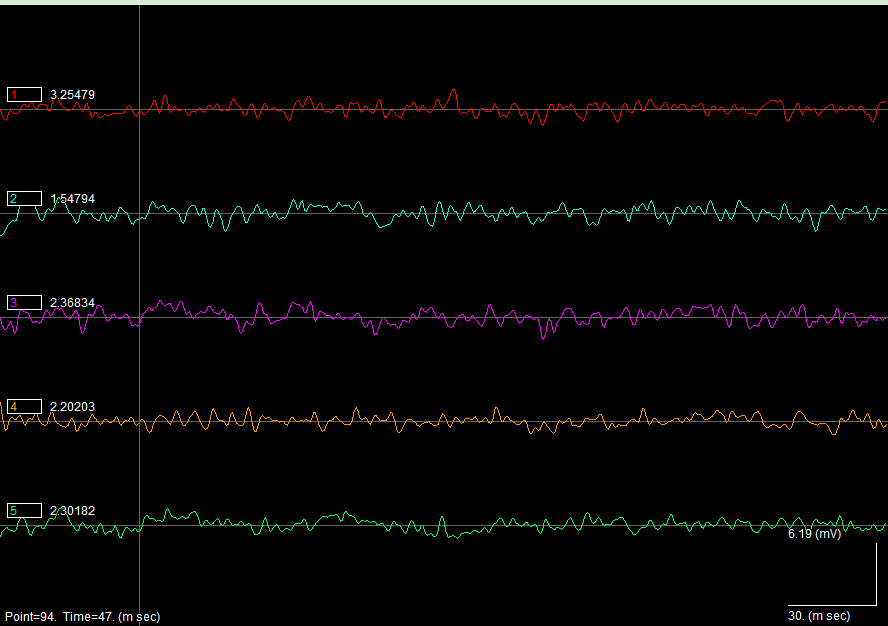 1 3.25479
2 1.54794
3 2.36834
4 2.20203
5 2.30182
6.19 (mV)
30. (m sec)
Point=94. Time=47. (m sec)